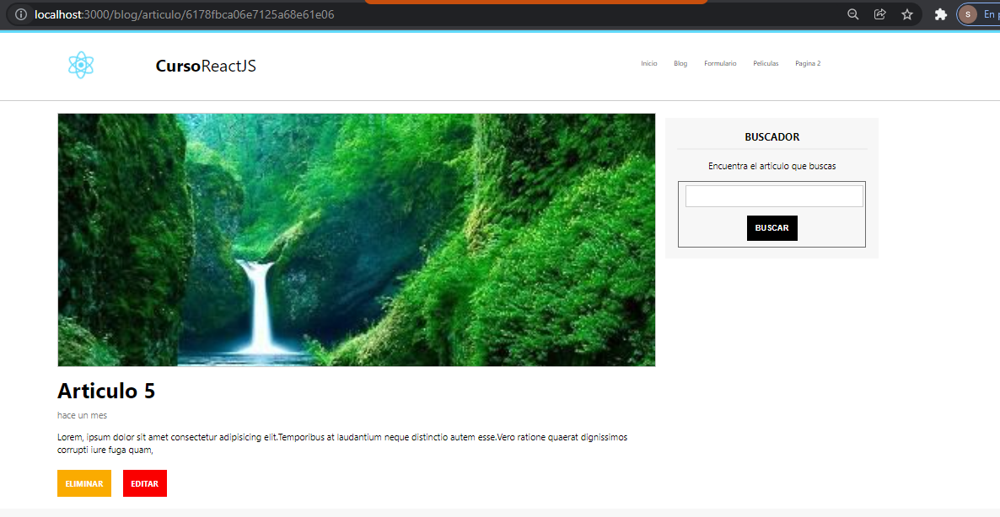 localhost:3000/blog/articulo/6178fbca06e7125a68e61e06
S
En
CursoReactJS
Inicio Blog Formulario Peliculas Pagina 2
BUSCADOR
Encuentra el articulo que buscas
BUSCAR
Articulo 5
hace un mes
Lorem, ipsum dolor sit amet consectetur adipisicing elit.Temporibus at laudantium neque distinctio autem esse.Vero ratione quaerat dignissimos
corrupti iure fuga quam,
ELIMINAR EDITAR